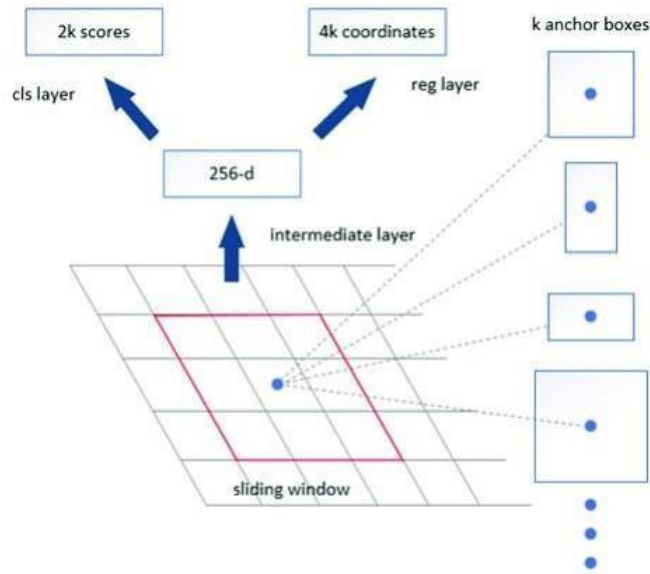 2k scores
4k coordinates
k anchor boxes
cls layer
reg layer
256-d
intermediate layer
sliding window